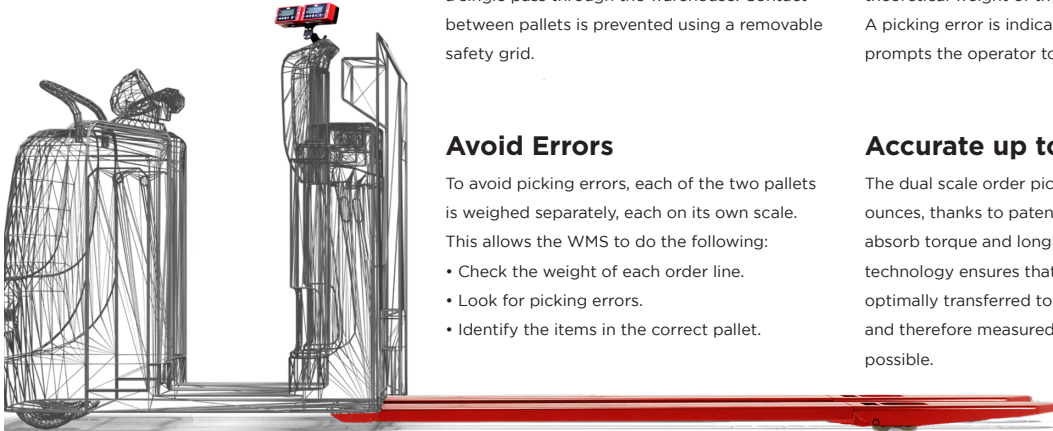 between pallets is prevented using a removable
safety grid.
Avoid Errors
To avoid picking errors, each of the two pallets
is weighed separately, each on its own scale.
This allows the WMS to do the following:
• Check the weight of each order line.
• Look for picking errors.
• Identify the items in the correct pallet.
A picking error is indica
prompts the operator to
Accurate up to
The dual scale order pic
ounces, thanks to paten
absorb torque and longi
technology ensures that
optimally transferred to
and therefore measured
possible.